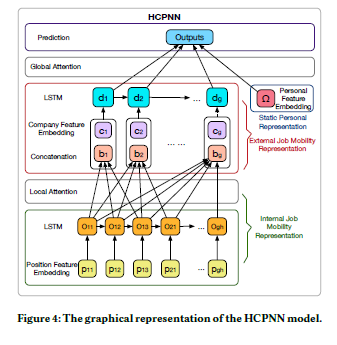 HCPNN
Prediction
Outputs
Global Attention
LSTM
d1
d2
...
dg
Ω
Personal
Feature
Embedding
Static Personal
Representation
Company Feature
Embedding
c1
c2
... ...
cg
External Job Mobility
Representation
Concatenation
b1
b2
bg
Local Attention
LSTM
o11
o12
o13
o21
...
ogh
Internal Job
Mobility
Representation
Position Feature
Embedding
p11
p12
p13
p21
...
pgh
Figure 4: The graphical representation of the HCPNN model.